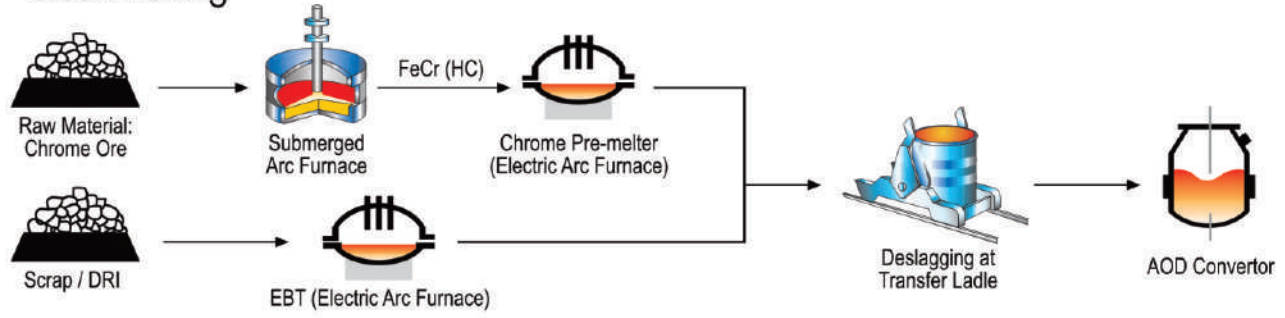 FeCr (HC)
Raw Material:
Chrome Ore
Submerged
Arc Furnace
Chrome Pre-melter
(Electric Arc Furnace)
Scrap / DRI
EBT (Electric Arc Furnace)
Deslagging at
Transfer Ladle
AOD Convertor